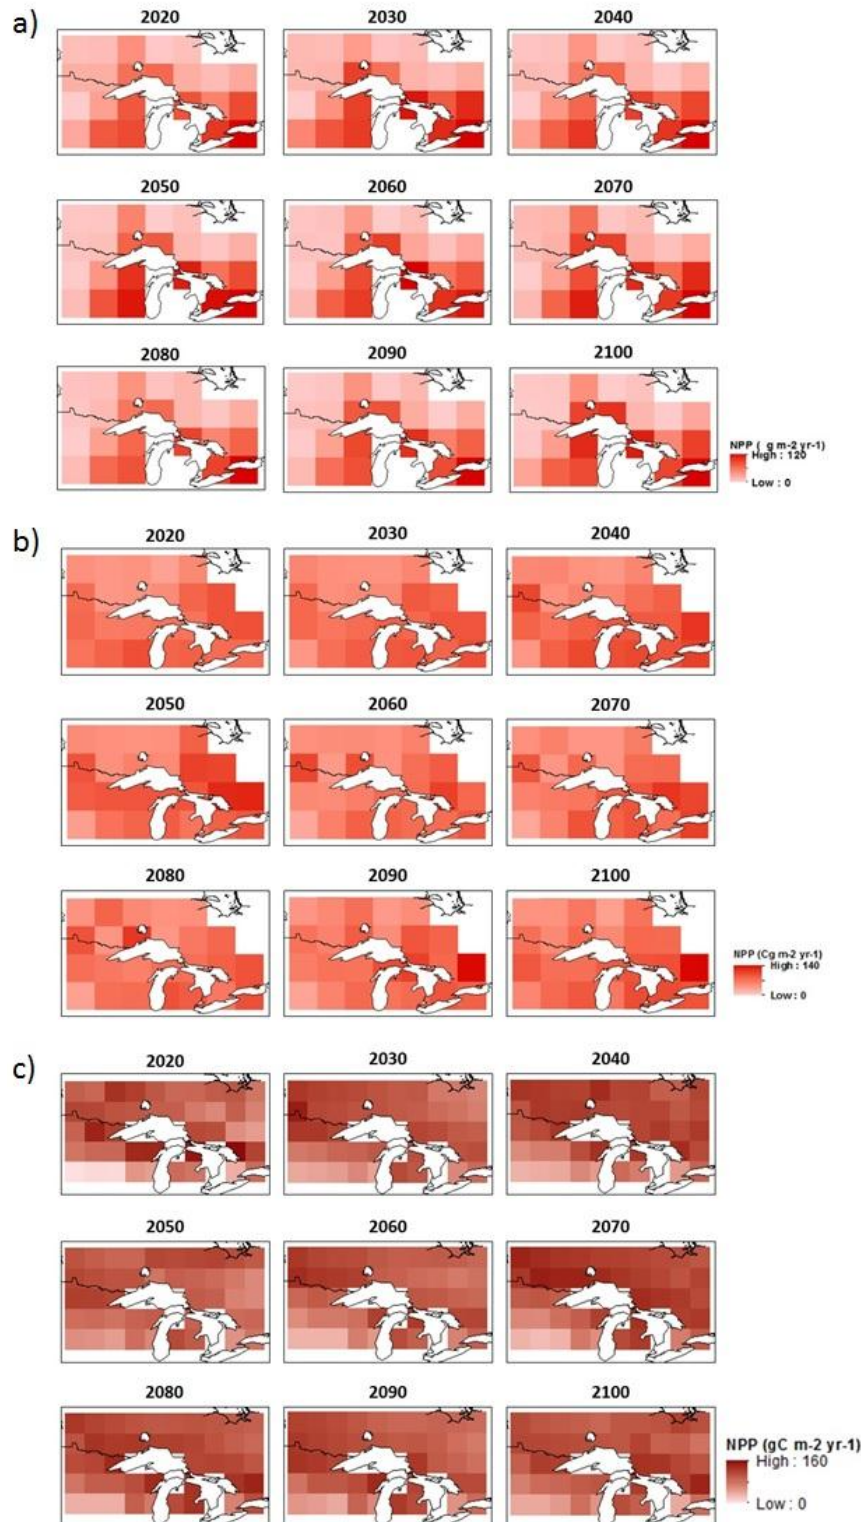 a)
2020 2030 2040
2050 2060 2070
2080 2090 2100
NPP ( g m-2 yr-1)
High : 120
Low : 0
b)
2020 2030 2040
2050 2060 2070
2080 2090 2100
NPP (Cg m-2 yr-1)
High : 140
Low : 0
c)
2020 2030 2040
2050 2060 2070
2080 2090 2100
NPP (gC m-2 yr-1)
High : 160
Low : 0